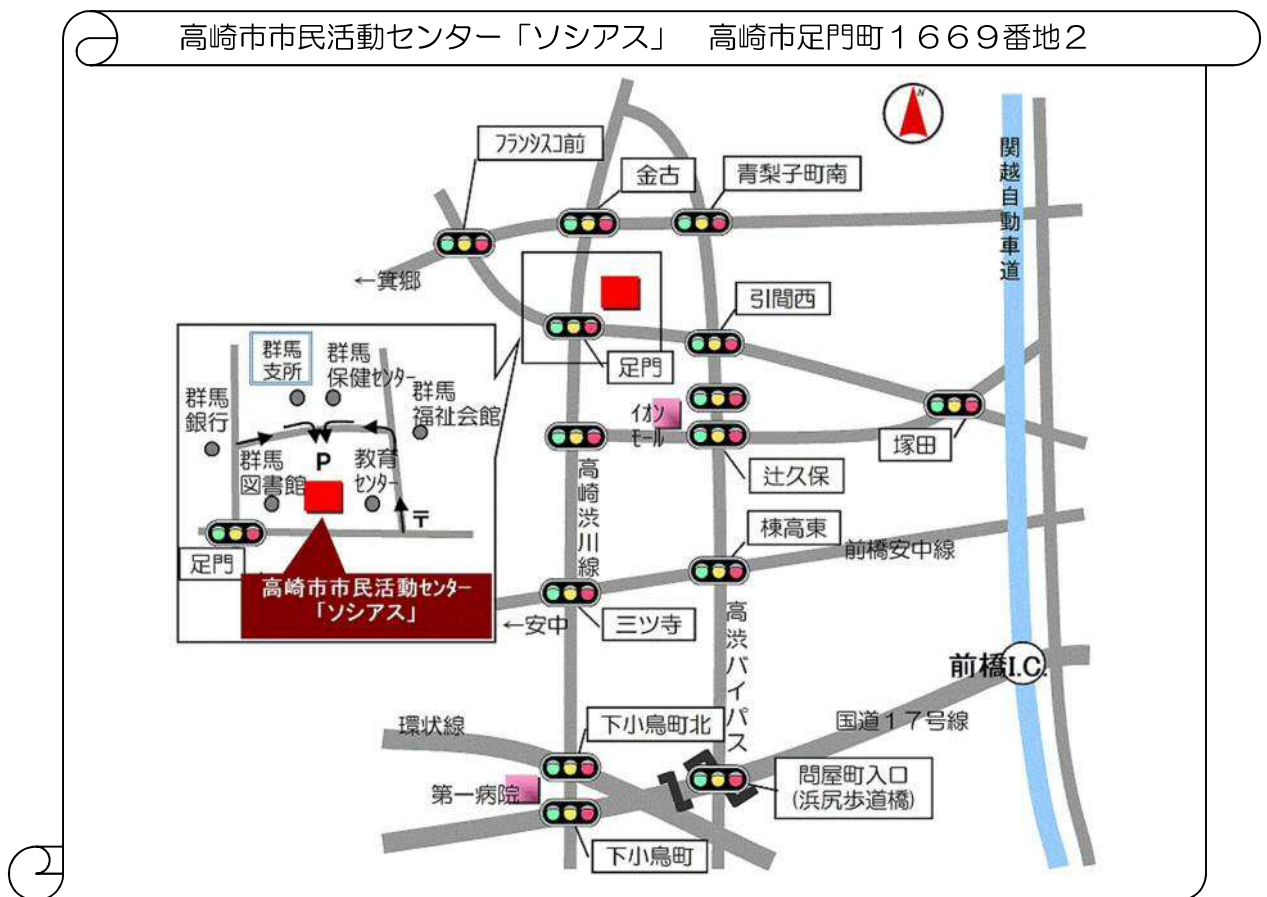 高崎市市民活動センター「ソシアス」　高崎市足門町１６６９番地２
N
フランシスコ前
金古
青梨子町南
関越自動車道
←箕郷
引間西
足門
イオン
モール
辻久保
塚田
高崎渋川線
棟高東
前橋安中線
三ツ寺
←安中
高渋バイパス
前橋I.C.
環状線
下小鳥町北
国道１７号線
第一病院
問屋町入口
(浜尻歩道橋)
下小鳥町
群馬
支所
群馬
保健センター
群馬
銀行
群馬
福祉会館
P
群馬
図書館
教育
センター
〒
足門
高崎市市民活動センター
「ソシアス」